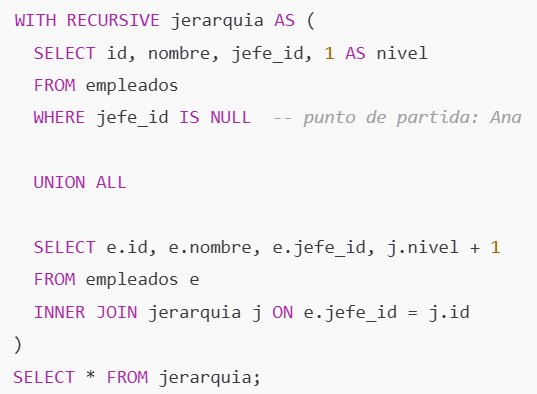 WITH RECURSIVE jerarquia AS (
  SELECT id, nombre, jefe_id, 1 AS nivel
  FROM empleados
  WHERE jefe_id IS NULL  -- punto de partida: Ana

  UNION ALL

  SELECT e.id, e.nombre, e.jefe_id, j.nivel + 1
  FROM empleados e
  INNER JOIN jerarquia j ON e.jefe_id = j.id
)
SELECT * FROM jerarquia;